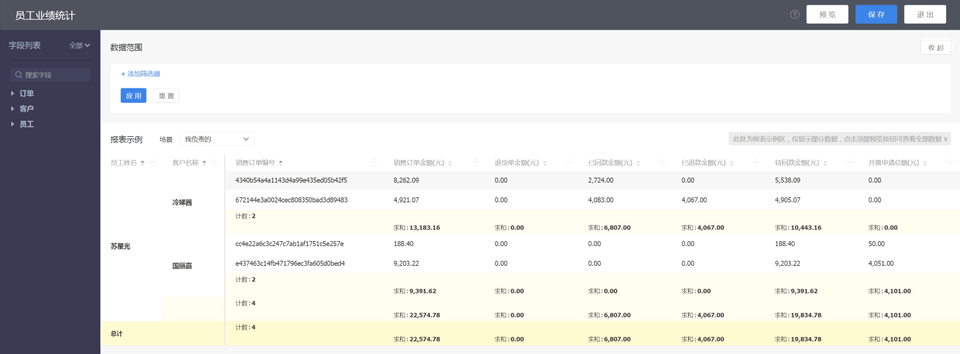 员工业绩统计
预 览
保 存
退 出
字段列表 全部
搜索字段
订单
客户
员工
数据范围
收 起
+ 添加筛选器
应 用
重 置
报表示例 场景 我负责的
此处为报表示例区，仅显示部分数据，点击顶部预览按钮可查看全部数据 x
员工姓名 客户名称 销售订单编号 销售订单金额(元) 退货单金额(元) 已回款金额(元) 已退款金额(元) 待回款金额(元) 开票申请总额(元)
4340b54a4a1143d4a99e435ed05b42f5 8,262.09 0.00 2,724.00 0.00 5,538.09 0.00
冷娣茜 672144e3a0024cec808350bad3d89483 4,921.07 0.00 4,083.00 4,067.00 4,905.07 0.00
计数: 2
求和: 13,183.16 求和: 0.00 求和: 6,807.00 求和: 4,067.00 求和: 10,443.16 求和: 0.00
苏星光 cc4e22a6c3c247c7ab1af1751c5e257e 188.40 0.00 0.00 0.00 188.40 50.00
国丽嘉 e437463c14fb471796ec3fa605d0bed4 9,203.22 0.00 0.00 0.00 9,203.22 4,051.00
计数: 2
求和: 9,391.62 求和: 0.00 求和: 0.00 求和: 0.00 求和: 9,391.62 求和: 4,101.00
计数: 4
求和: 22,574.78 求和: 0.00 求和: 6,807.00 求和: 4,067.00 求和: 19,834.78 求和: 4,101.00
总计 计数: 4
求和: 22,574.78 求和: 0.00 求和: 6,807.00 求和: 4,067.00 求和: 19,834.78 求和: 4,101.00